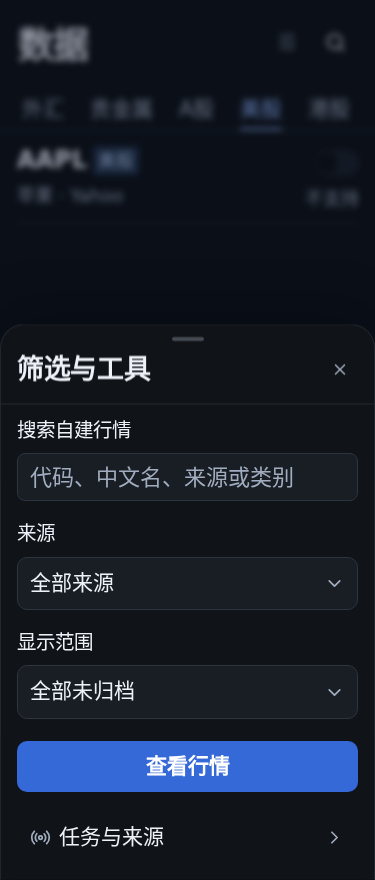 数据
外汇 贵金属 A股 美股 港股
AAPL 美股
苹果 · Yahoo
不支持
筛选与工具
搜索自建行情
代码、中文名、来源或类别
来源
全部来源
显示范围
全部未归档
查看行情
任务与来源